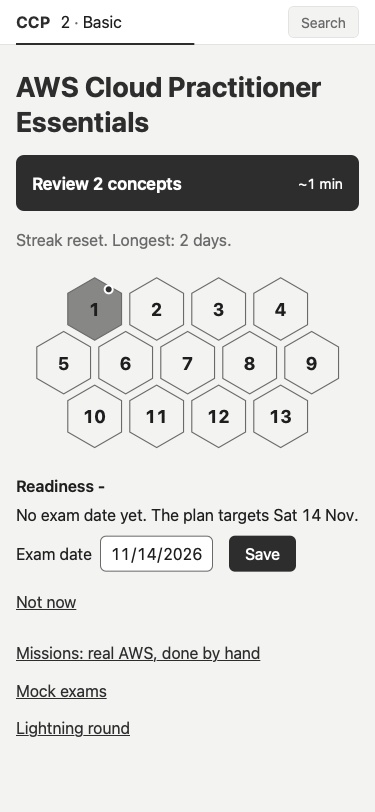 CCP 2 · Basic Search
AWS Cloud Practitioner
Essentials
Review 2 concepts ~1 min
Streak reset. Longest: 2 days.
1 2 3 4
5 6 7 8 9
10 11 12 13
Readiness -
No exam date yet. The plan targets Sat 14 Nov.
Exam date 11/14/2026 Save
Not now
Missions: real AWS, done by hand
Mock exams
Lightning round